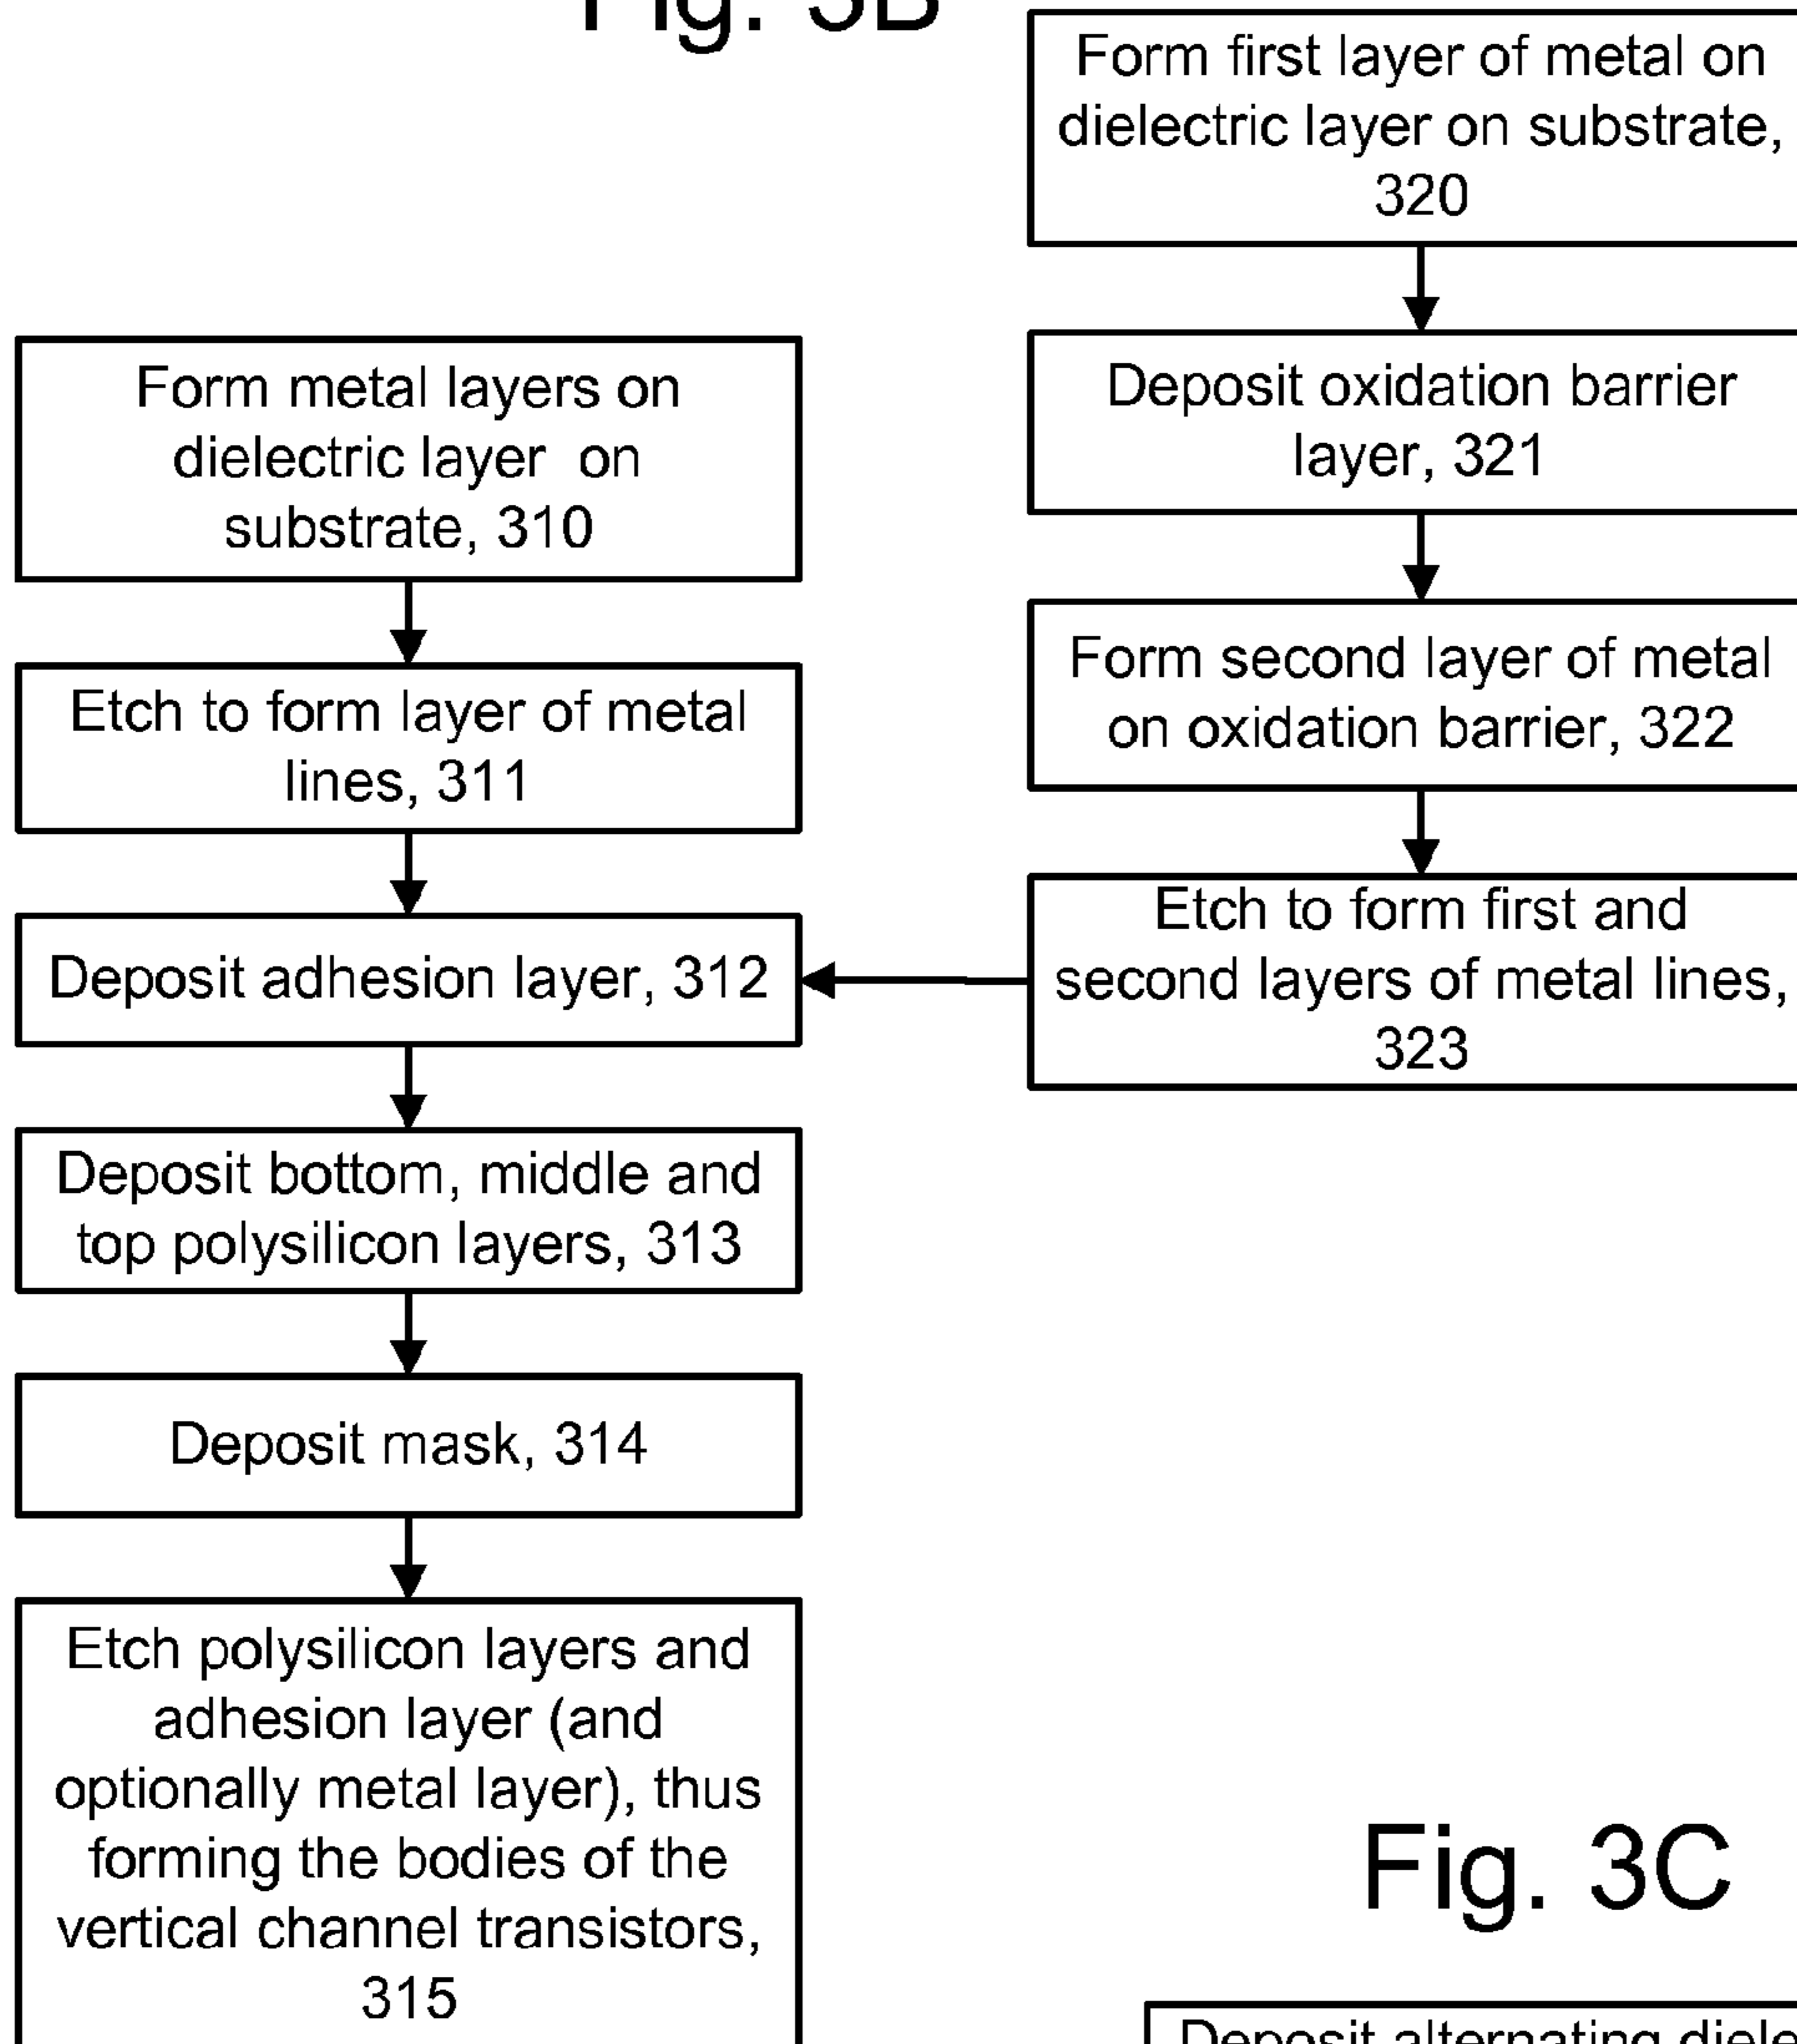 Fig. 3B
Form first layer of metal on
dielectric layer on substrate,
320
Deposit oxidation barrier
layer, 321
Form second layer of metal
on oxidation barrier, 322
Etch to form first and
second layers of metal lines,
323
Form metal layers on
dielectric layer on
substrate, 310
Etch to form layer of metal
lines, 311
Deposit adhesion layer, 312
Deposit bottom, middle and
top polysilicon layers, 313
Deposit mask, 314
Etch polysilicon layers and
adhesion layer (and
optionally metal layer), thus
forming the bodies of the
vertical channel transistors,
315
Fig. 3C
Deposit alternating